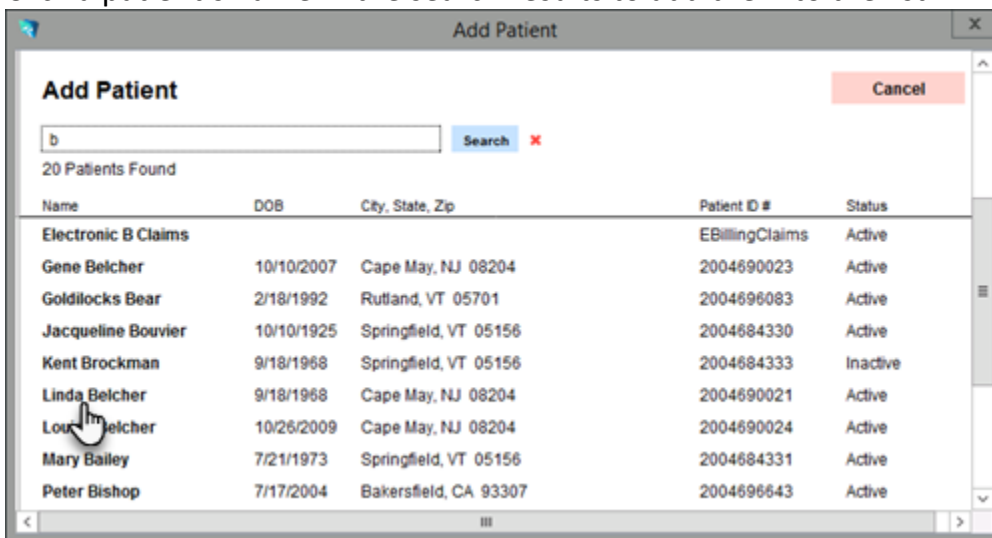 Add Patient
Add Patient
Cancel
b
Search
20 Patients Found
Name DOB City, State, Zip Patient ID # Status
Electronic B Claims EBillingClaims Active
Gene Belcher 10/10/2007 Cape May, NJ 08204 2004690023 Active
Goldilocks Bear 2/18/1992 Rutland, VT 05701 2004696083 Active
Jacqueline Bouvier 10/10/1925 Springfield, VT 05156 2004684330 Active
Kent Brockman 9/18/1968 Springfield, VT 05156 2004684333 Inactive
Linda Belcher 9/18/1968 Cape May, NJ 08204 2004690021 Active
Belcher 10/26/2009 Cape May, NJ 08204 2004690024 Active
Mary Bailey 7/21/1973 Springfield, VT 05156 2004684331 Active
Peter Bishop 7/17/2004 Bakersfield, CA 93307 2004696643 Active